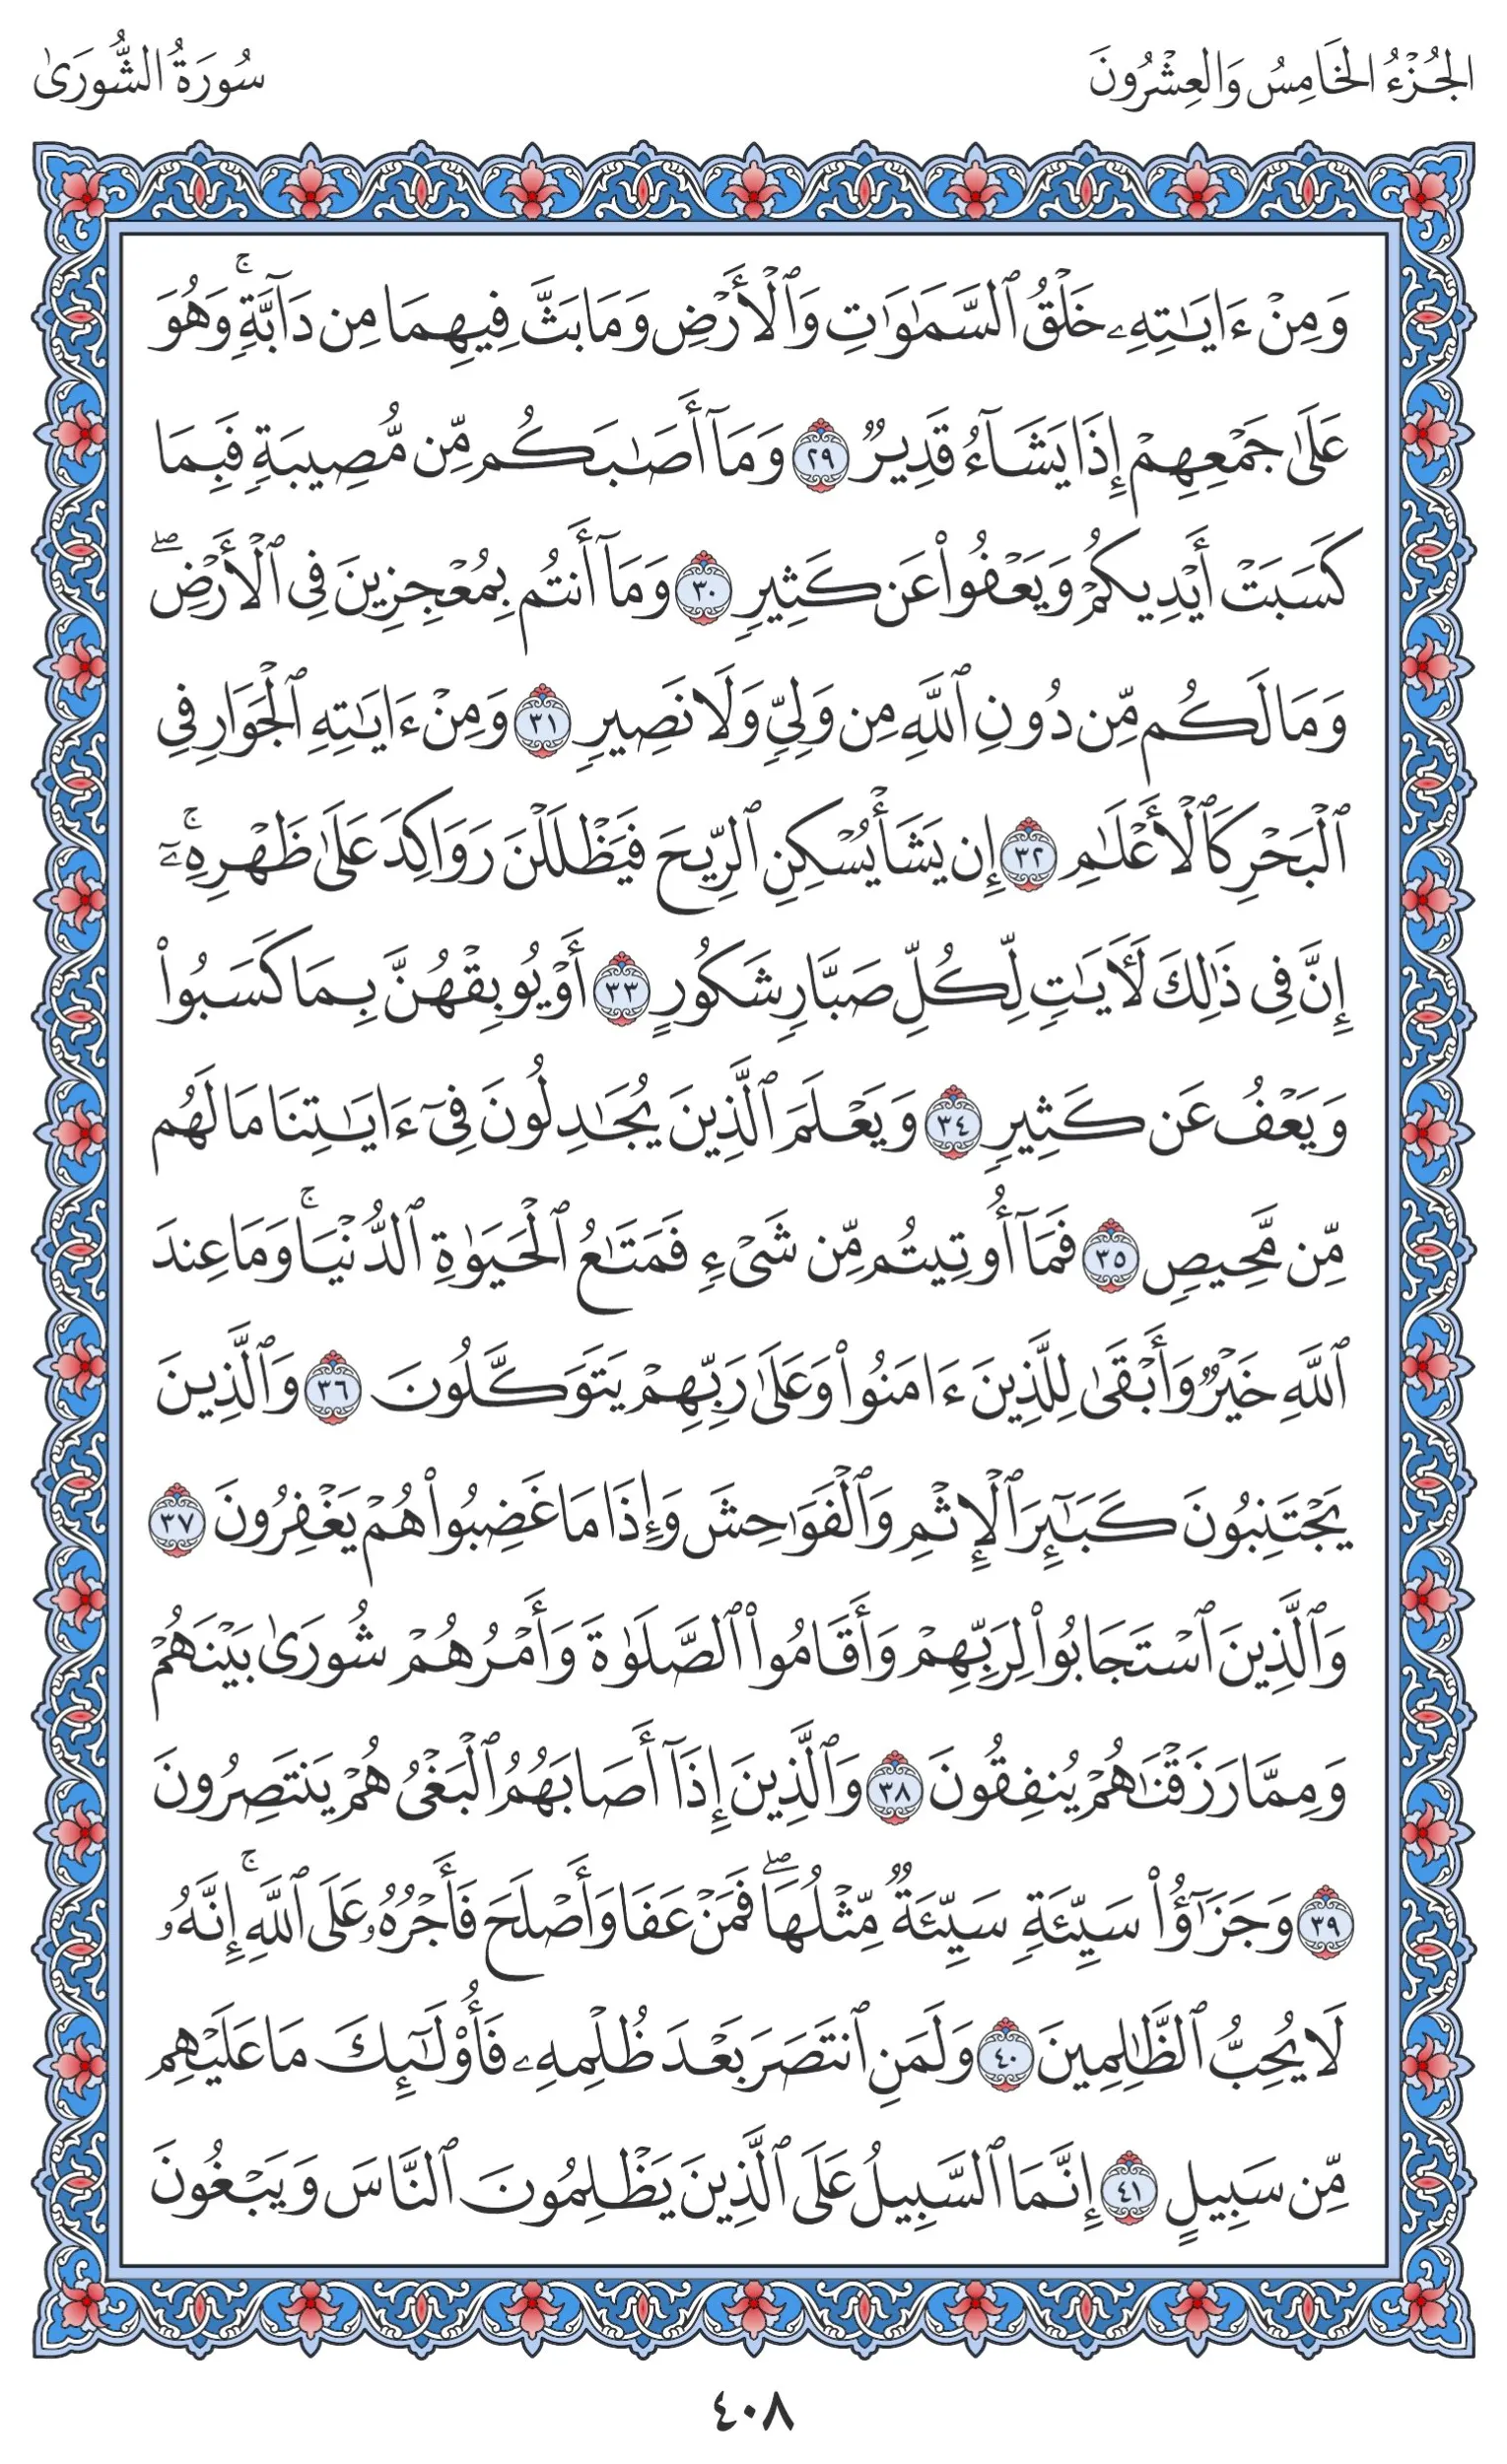 الجُزْءُ الخَامِسُ وَالعِشْرُونَ
سُورَةُ الشُّورَىٰ
وَمِنْ ءَايَٰتِهِۦ خَلْقُ ٱلسَّمَٰوَٰتِ وَٱلْأَرْضِ وَمَا بَثَّ فِيهِمَا مِن دَآبَّةٍۚ وَهُوَ
عَلَىٰ جَمْعِهِمْ إِذَا يَشَآءُ قَدِيرٌ ٢٩ وَمَآ أَصَٰبَكُم مِّن مُّصِيبَةٍ فَبِمَا
كَسَبَتْ أَيْدِيكُمْ وَيَعْفُوا۟ عَن كَثِيرٍ ٣٠ وَمَآ أَنتُم بِمُعْجِزِينَ فِى ٱلْأَرْضِۖ
وَمَا لَكُم مِّن دُونِ ٱللَّهِ مِن وَلِىٍّ وَلَا نَصِيرٍ ٣١ وَمِنْ ءَايَٰتِهِ ٱلْجَوَارِ فِى
ٱلْبَحْرِ كَٱلْأَعْلَٰمِ ٣٢ إِن يَشَأْ يُسْكِنِ ٱلرِّيحَ فَيَظْلَلْنَ رَوَاكِدَ عَلَىٰ ظَهْرِهِۦٓۚ
إِنَّ فِى ذَٰلِكَ لَءَايَٰتٍ لِّكُلِّ صَبَّارٍ شَكُورٍ ٣٣ أَوْ يُوبِقْهُنَّ بِمَا كَسَبُوا۟
وَيَعْفُ عَن كَثِيرٍ ٣٤ وَيَعْلَمَ ٱلَّذِينَ يُجَٰدِلُونَ فِىٓ ءَايَٰتِنَا مَا لَهُم
مِّن مَّحِيصٍ ٣٥ فَمَآ أُوتِيتُم مِّن شَىْءٍ فَمَتَٰعُ ٱلْحَيَوٰةِ ٱلدُّنْيَاۚ وَمَا عِندَ
ٱللَّهِ خَيْرٌ وَأَبْقَىٰ لِلَّذِينَ ءَامَنُوا۟ وَعَلَىٰ رَبِّهِمْ يَتَوَكَّلُونَ ٣٦ وَٱلَّذِينَ
يَجْتَنِبُونَ كَبَٰٓئِرَ ٱلْإِثْمِ وَٱلْفَوَٰحِشَ وَإِذَا مَا غَضِبُوا۟ هُمْ يَغْفِرُونَ ٣٧
وَٱلَّذِينَ ٱسْتَجَابُوا۟ لِرَبِّهِمْ وَأَقَامُوا۟ ٱلصَّلَوٰةَ وَأَمْرُهُمْ شُورَىٰ بَيْنَهُمْ
وَمِمَّا رَزَقْنَٰهُمْ يُنفِقُونَ ٣٨ وَٱلَّذِينَ إِذَآ أَصَابَهُمُ ٱلْبَغْىُ هُمْ يَنتَصِرُونَ
٣٩ وَجَزَٰٓؤُا۟ سَيِّئَةٍ سَيِّئَةٌ مِّثْلُهَاۖ فَمَنْ عَفَا وَأَصْلَحَ فَأَجْرُهُۥ عَلَى ٱللَّهِۚ إِنَّهُۥ
لَا يُحِبُّ ٱلظَّٰلِمِينَ ٤٠ وَلَمَنِ ٱنتَصَرَ بَعْدَ ظُلْمِهِۦ فَأُو۟لَٰٓئِكَ مَا عَلَيْهِم
مِّن سَبِيلٍ ٤١ إِنَّمَا ٱلسَّبِيلُ عَلَى ٱلَّذِينَ يَظْلِمُونَ ٱلنَّاسَ وَيَبْغُونَ
٤٠٨